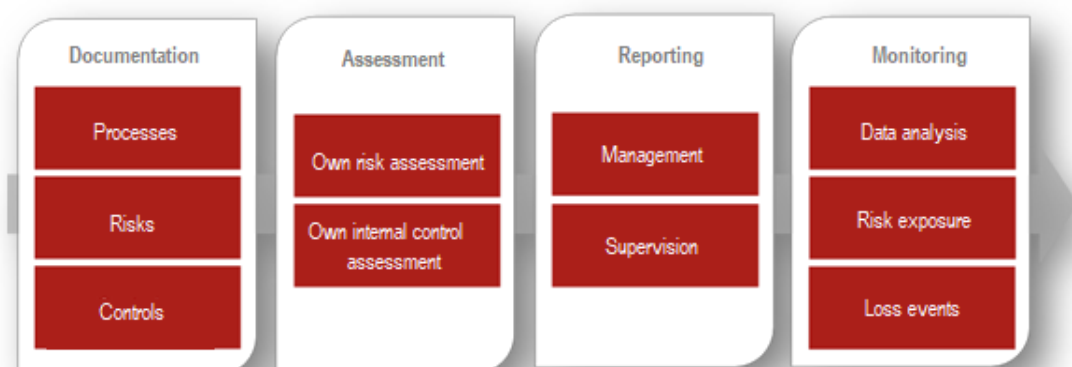 Documentation
Processes
Risks
Controls
Assessment
Own risk assessment
Own internal control
assessment
Reporting
Management
Supervision
Monitoring
Data analysis
Risk exposure
Loss events